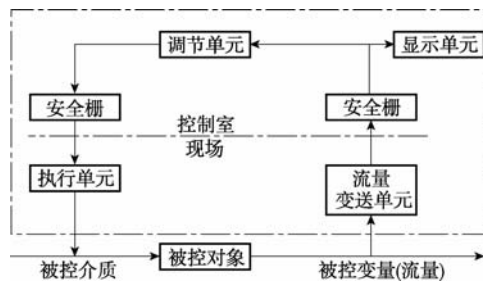 调节单元
显示单元
安全栅
安全栅
控制室
现场
执行单元
流量
变送单元
被控对象
被控介质
被控变量(流量)